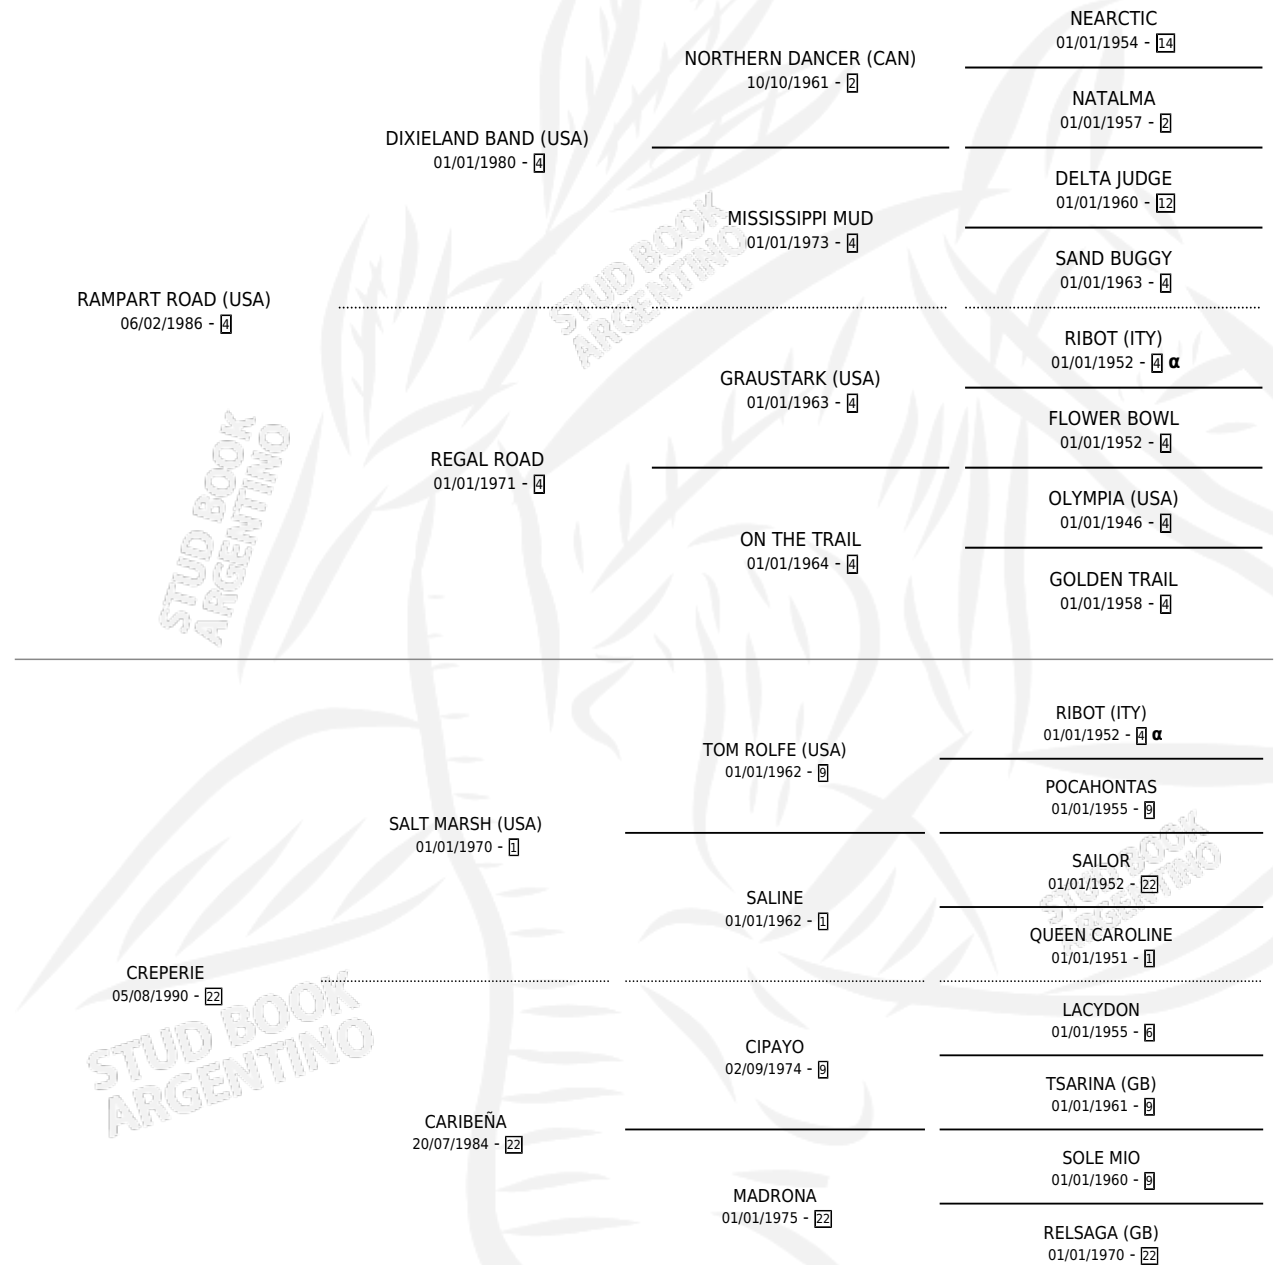 NEARCTIC
01/01/1954 - 14
NORTHERN DANCER (CAN)
10/10/1961 - 2
NATALMA
01/01/1957 - 2
DIXIELAND BAND (USA)
01/01/1980 - 4
DELTA JUDGE
01/01/1960 - 12
MISSISSIPPI MUD
01/01/1973 - 4
SAND BUGGY
01/01/1963 - 4
RAMPART ROAD (USA)
06/02/1986 - 4
RIBOT (ITY)
01/01/1952 - 4 α
GRAUSTARK (USA)
01/01/1963 - 4
FLOWER BOWL
01/01/1952 - 4
REGAL ROAD
01/01/1971 - 4
OLYMPIA (USA)
01/01/1946 - 4
ON THE TRAIL
01/01/1964 - 4
GOLDEN TRAIL
01/01/1958 - 4
RIBOT (ITY)
01/01/1952 - 4 α
TOM ROLFE (USA)
01/01/1962 - 9
POCAHONTAS
01/01/1955 - 9
SALT MARSH (USA)
01/01/1970 - 1
SAILOR
01/01/1952 - 22
SALINE
01/01/1962 - 1
QUEEN CAROLINE
01/01/1951 - 1
CREPERIE
05/08/1990 - 22
LACYDON
01/01/1955 - 6
CIPAYO
02/09/1974 - 9
TSARINA (GB)
01/01/1961 - 9
CARIBEÑA
20/07/1984 - 22
SOLE MIO
01/01/1960 - 9
MADRONA
01/01/1975 - 22
RELSAGA (GB)
01/01/1970 - 22
STUD BOOK
ARGENTINO
STUD BOOK
ARGENTINO
STUD BOOK
ARGENTINO
STUD BOOK
ARGENTINO